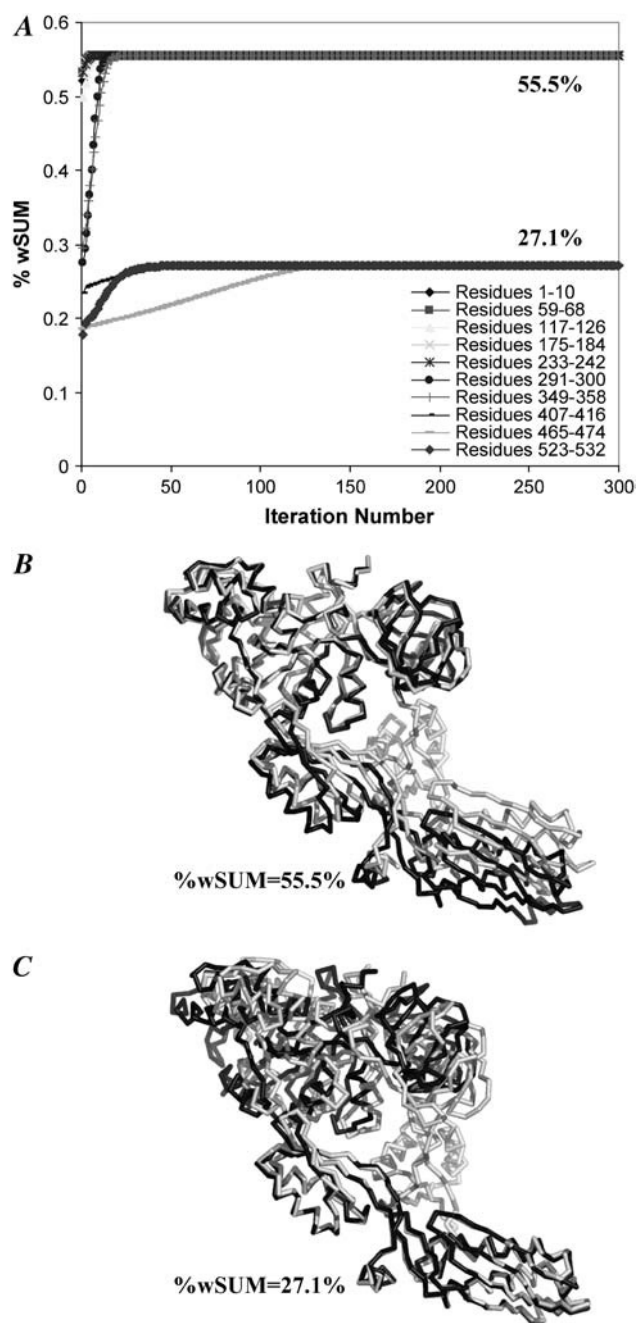 A
0.6
0.5
0.4
0.3
0.2
0.1
0
% wSUM
55.5%
27.1%
Residues 1-10
Residues 59-68
Residues 117-126
Residues 175-184
Residues 233-242
Residues 291-300
Residues 349-358
Residues 407-416
Residues 465-474
Residues 523-532
0 50 100 150 200 250 300
Iteration Number
B
%wSUM=55.5%
C
%wSUM=27.1%